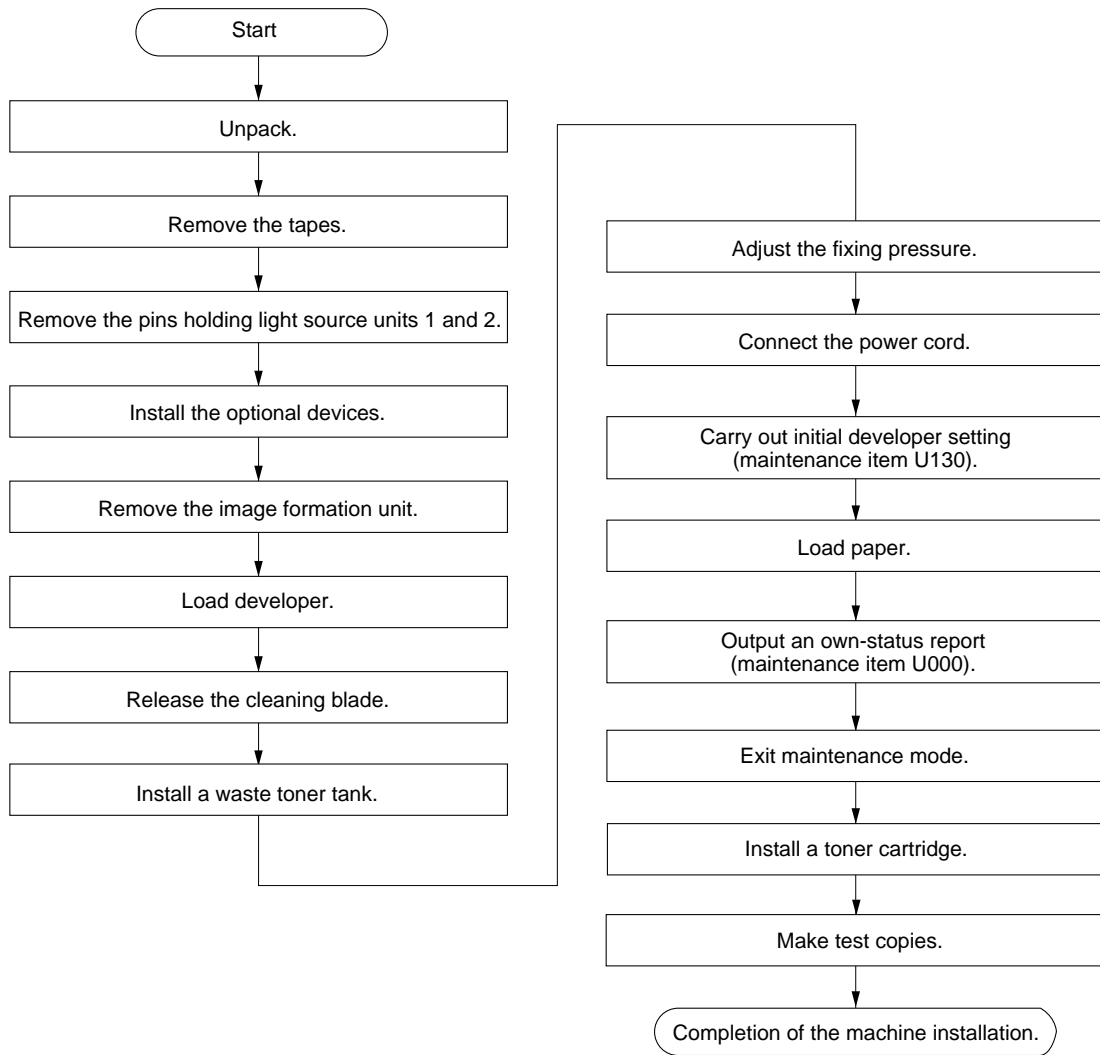 Start
Unpack.
Remove the tapes.
Remove the pins holding light source units 1 and 2.
Install the optional devices.
Remove the image formation unit.
Load developer.
Release the cleaning blade.
Install a waste toner tank.
Adjust the fixing pressure.
Connect the power cord.
Carry out initial developer setting
(maintenance item U130).
Load paper.
Output an own-status report
(maintenance item U000).
Exit maintenance mode.
Install a toner cartridge.
Make test copies.
Completion of the machine installation.